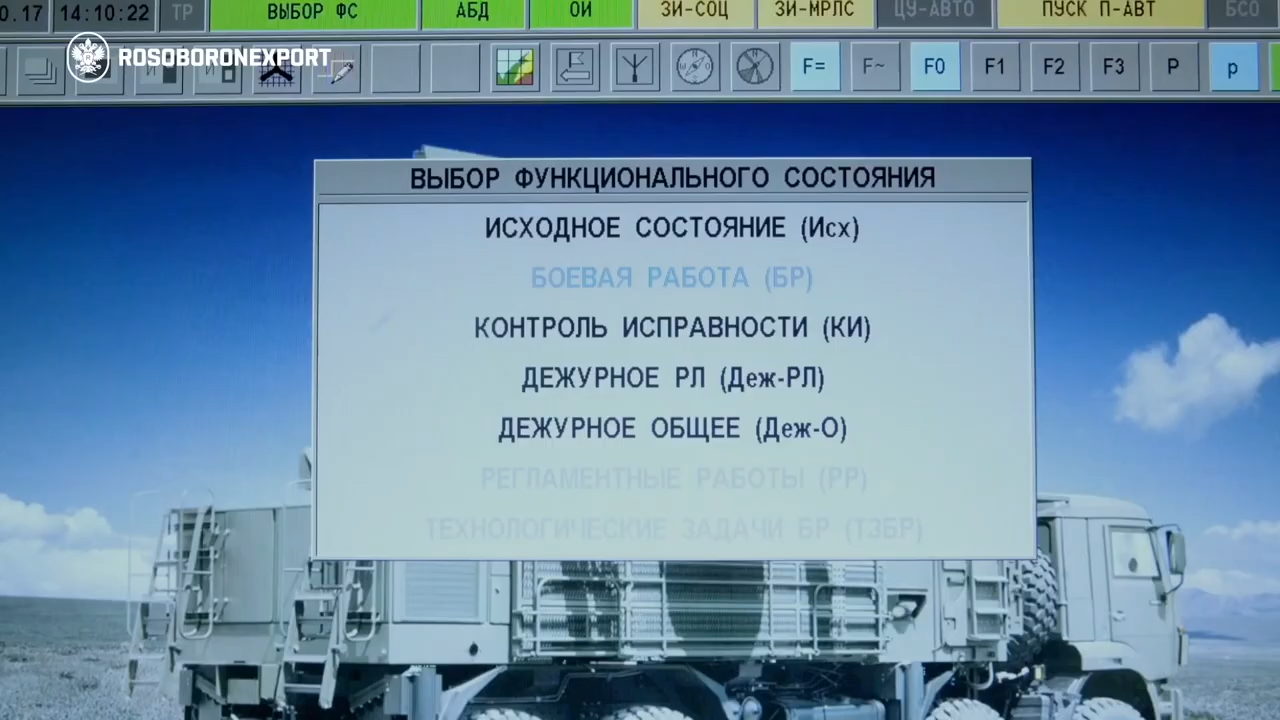 0.17 14:10:22 ТР ВЫБОР ФС АБД ОИ ЗИ-СОЦ ЗИ-МРЛС ЦУ-АВТО ПУСК П-АВТ БСО
ROSOBORONEXPORT
F= F~ F0 F1 F2 F3 Р р
ВЫБОР ФУНКЦИОНАЛЬНОГО СОСТОЯНИЯ
ИСХОДНОЕ СОСТОЯНИЕ (Исх)
БОЕВАЯ РАБОТА (БР)
КОНТРОЛЬ ИСПРАВНОСТИ (КИ)
ДЕЖУРНОЕ РЛ (Деж-РЛ)
ДЕЖУРНОЕ ОБЩЕЕ (Деж-О)
РЕГЛАМЕНТНЫЕ РАБОТЫ (РР)
ТЕХНОЛОГИЧЕСКИЕ ЗАДАЧИ БР (ТЗБР)